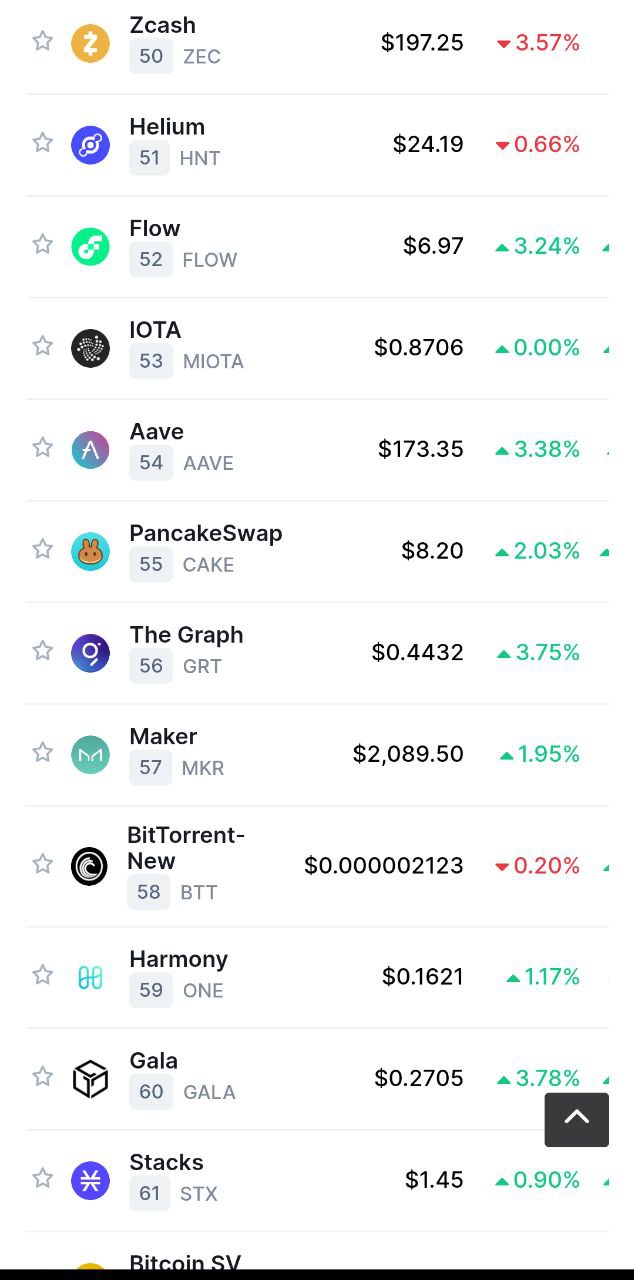 Zcash
50 ZEC $197.25 3.57%
Helium
51 HNT $24.19 0.66%
Flow
52 FLOW $6.97 3.24%
IOTA
53 MIOTA $0.8706 0.00%
Aave
54 AAVE $173.35 3.38%
PancakeSwap
55 CAKE $8.20 2.03%
The Graph
56 GRT $0.4432 3.75%
Maker
57 MKR $2,089.50 1.95%
BitTorrent-
New
58 BTT $0.000002123 0.20%
Harmony
59 ONE $0.1621 1.17%
Gala
60 GALA $0.2705 3.78%
Stacks
61 STX $1.45 0.90%
Bitcoin SV